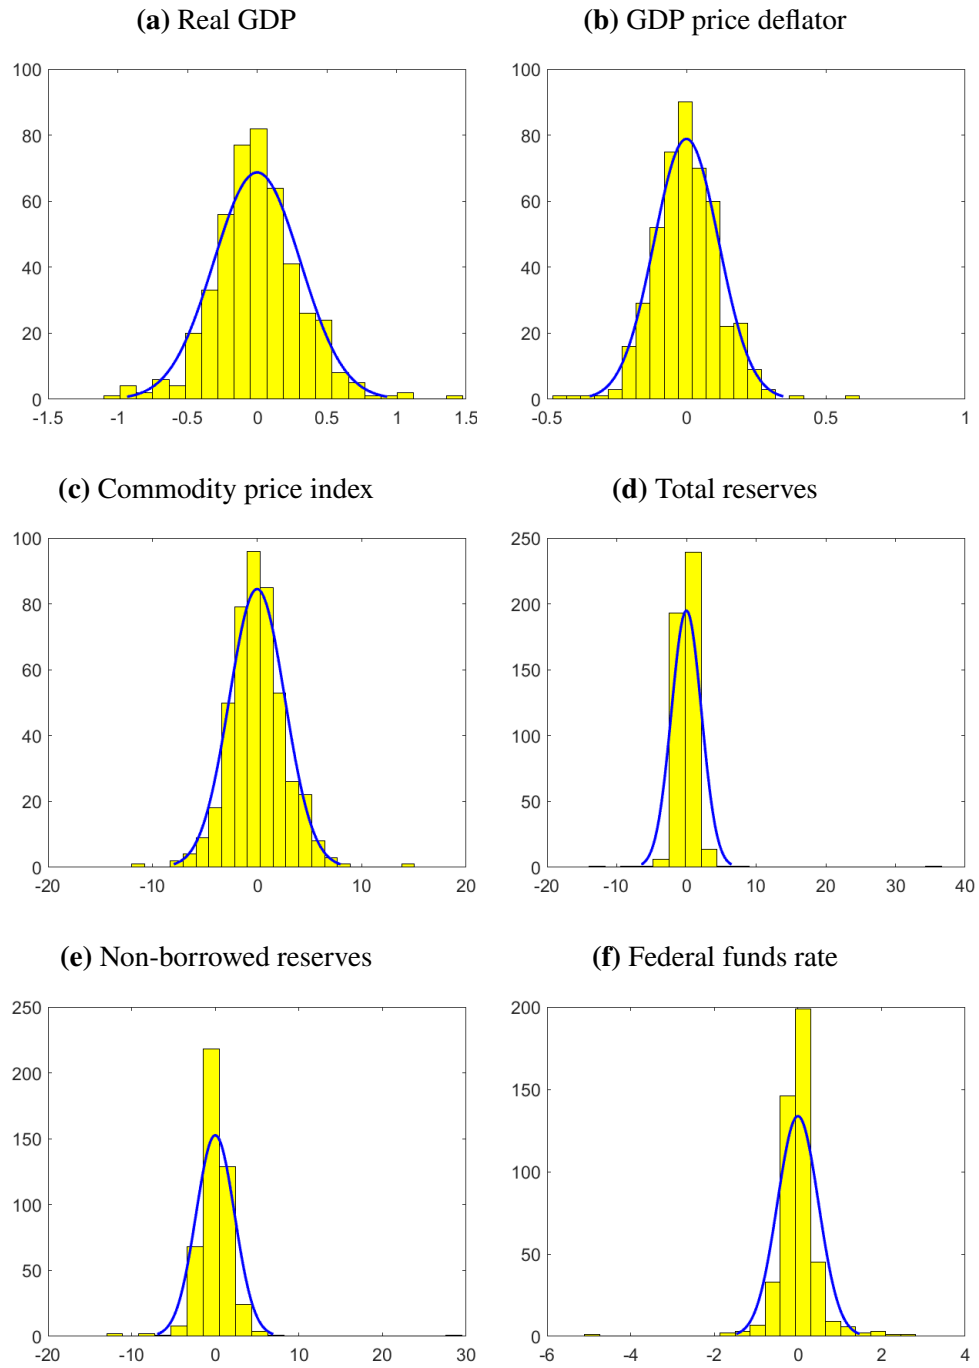 (a) Real GDP
(b) GDP price deflator
100
80
60
40
20
0
-1.5 -1 -0.5 0 0.5 1 1.5
100
80
60
40
20
0
-0.5 0 0.5 1
(c) Commodity price index
(d) Total reserves
100
80
60
40
20
0
-20 -10 0 10 20
250
200
150
100
50
0
-20 -10 0 10 20 30 40
(e) Non-borrowed reserves
(f) Federal funds rate
250
200
150
100
50
0
-20 -10 0 10 20 30
200
150
100
50
0
-6 -4 -2 0 2 4